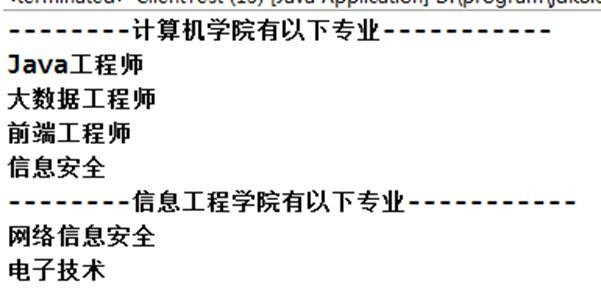 --------计算机学院有以下专业-----------
Java工程师
大数据工程师
前端工程师
信息安全
--------信息工程学院有以下专业-----------
网络信息安全
电子技术